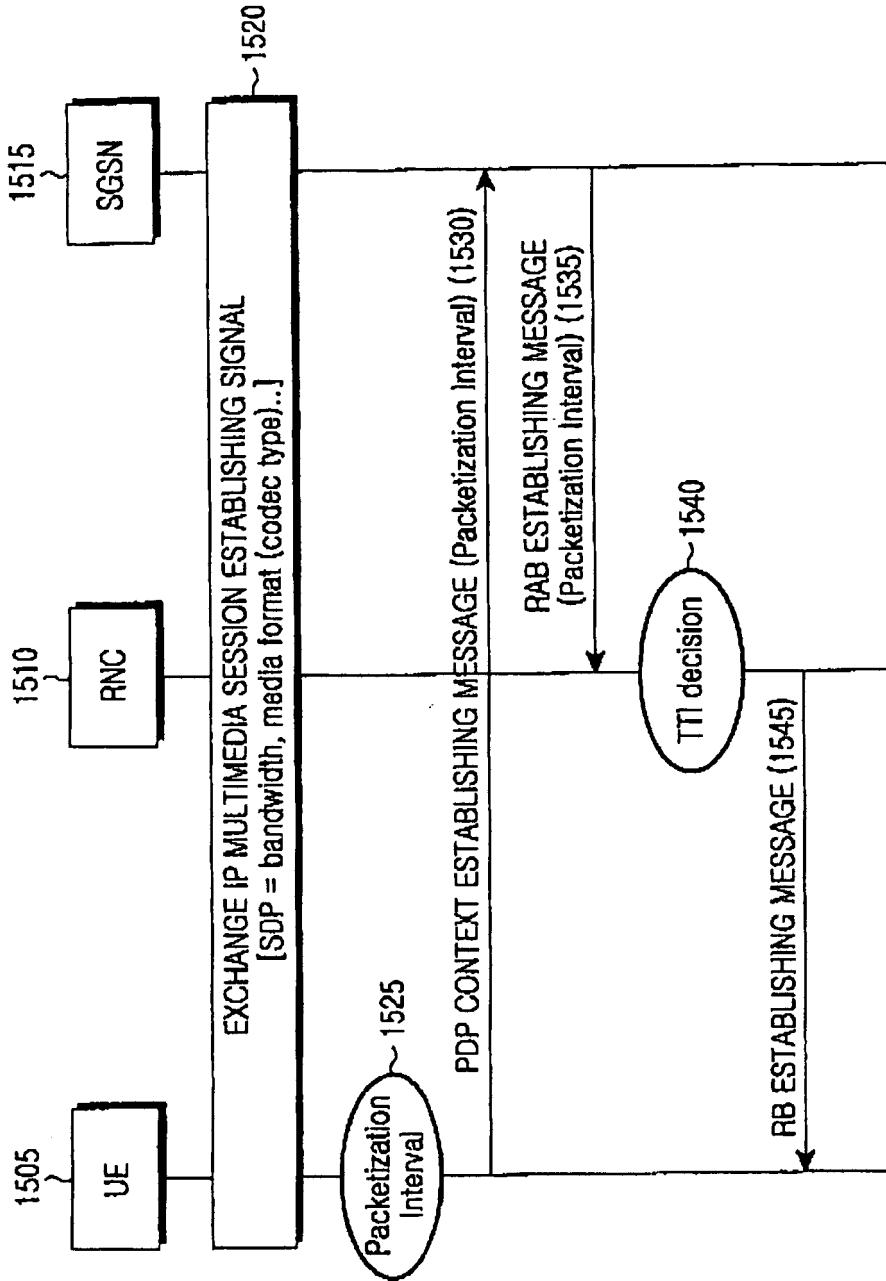 1505
UE
1510
RNC
1515
SGSN
EXCHANGE IP MULTIMEDIA SESSION ESTABLISHING SIGNAL
[SDP = bandwidth, media format (codec type)..]
1520
Packetization
Interval
1525
PDP CONTEXT ESTABLISHING MESSAGE (Packetization Interval) (1530)
RAB ESTABLISHING MESSAGE
(Packetization Interval) (1535)
TTI decision
1540
RB ESTABLISHING MESSAGE (1545)